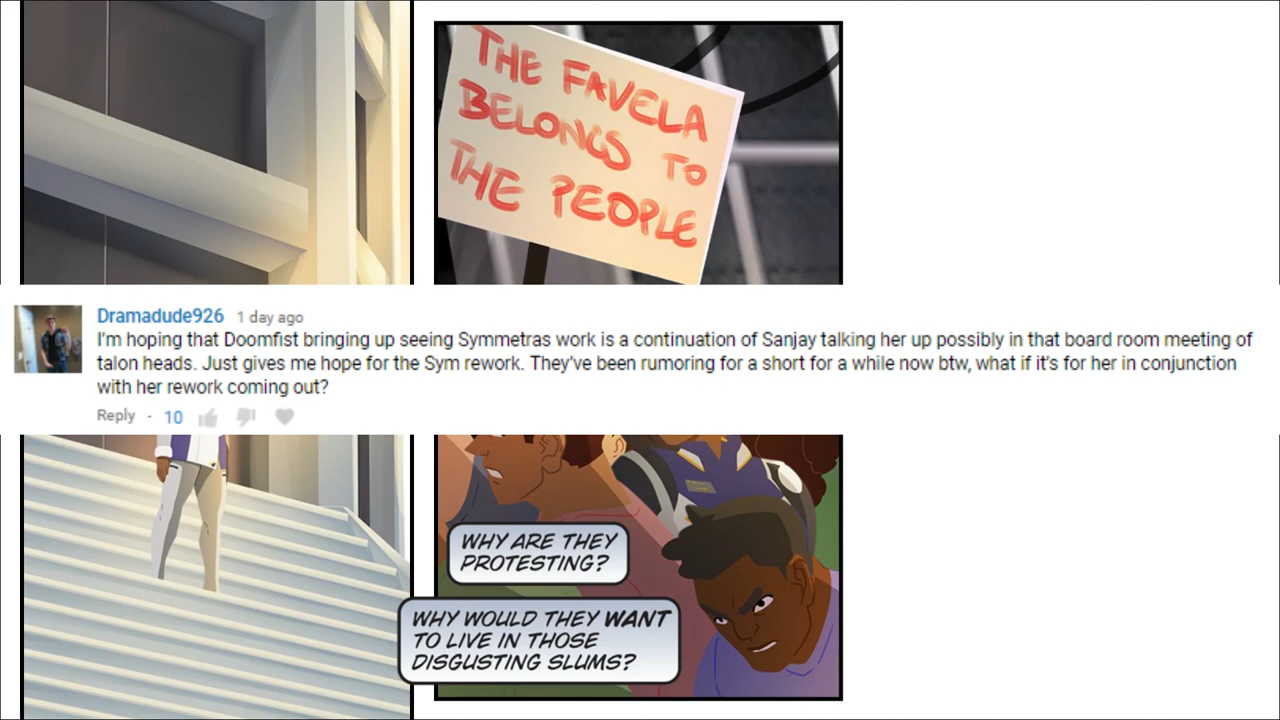 THE FAVELA
BELONGS TO
THE PEOPLE
Dramadude926 1 day ago
I'm hoping that Doomfist bringing up seeing Symmetras work is a continuation of Sanjay talking her up possibly in that board room meeting of
talon heads. Just gives me hope for the Sym rework. They've been rumoring for a short for a while now btw, what if it's for her in conjunction
with her rework coming out?
Reply · 10
WHY ARE THEY
PROTESTING?
WHY WOULD THEY WANT
TO LIVE IN THOSE
DISGUSTING SLUMS?